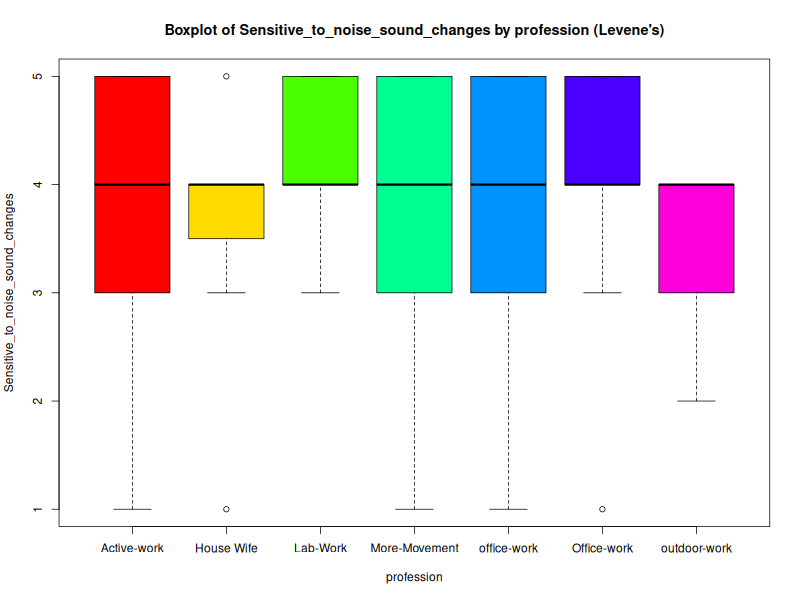 Boxplot of Sensitive_to_noise_sound_changes by profession (Levene's)
Sensitive_to_noise_sound_changes
5
4
3
2
1
Active-work House Wife Lab-Work More-Movement office-work Office-work outdoor-work
profession